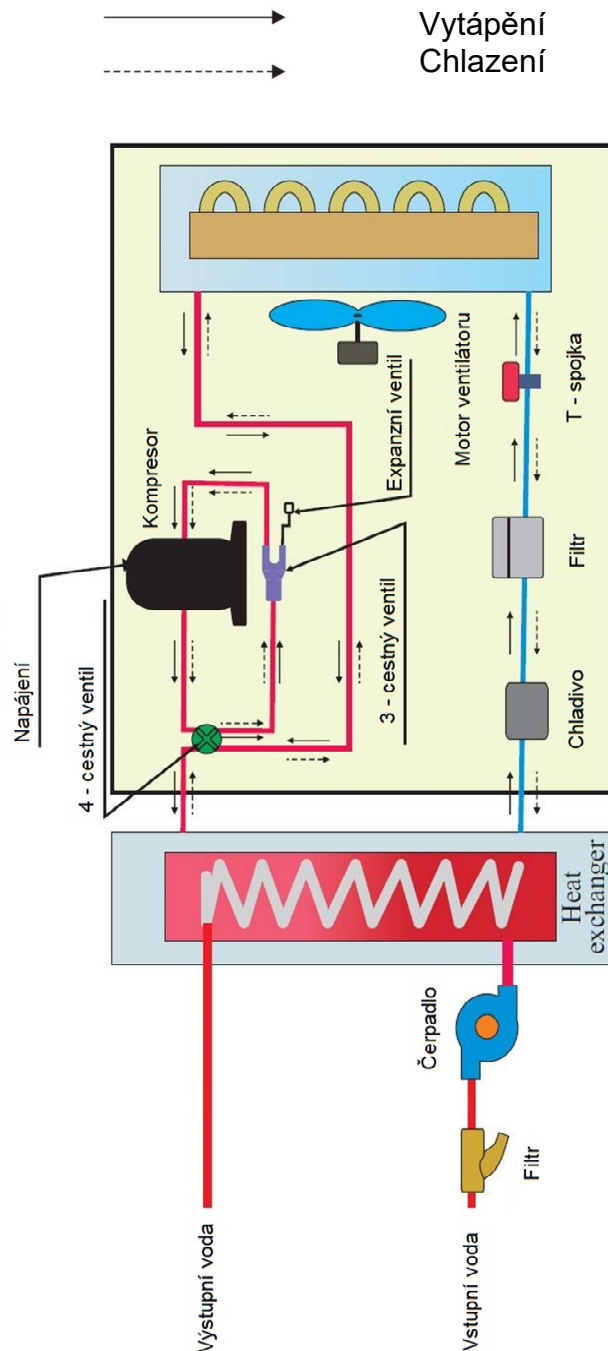 Vytápění
Chlazení
Kompresor
Expanzní ventil
Motor ventilátoru
T - spojka
Napájení
4 - cestný ventil
3 - cestný ventil
Filtr
Chladivo
Heat
exchanger
Čerpadlo
Filtr
Výstupní voda
Vstupní voda